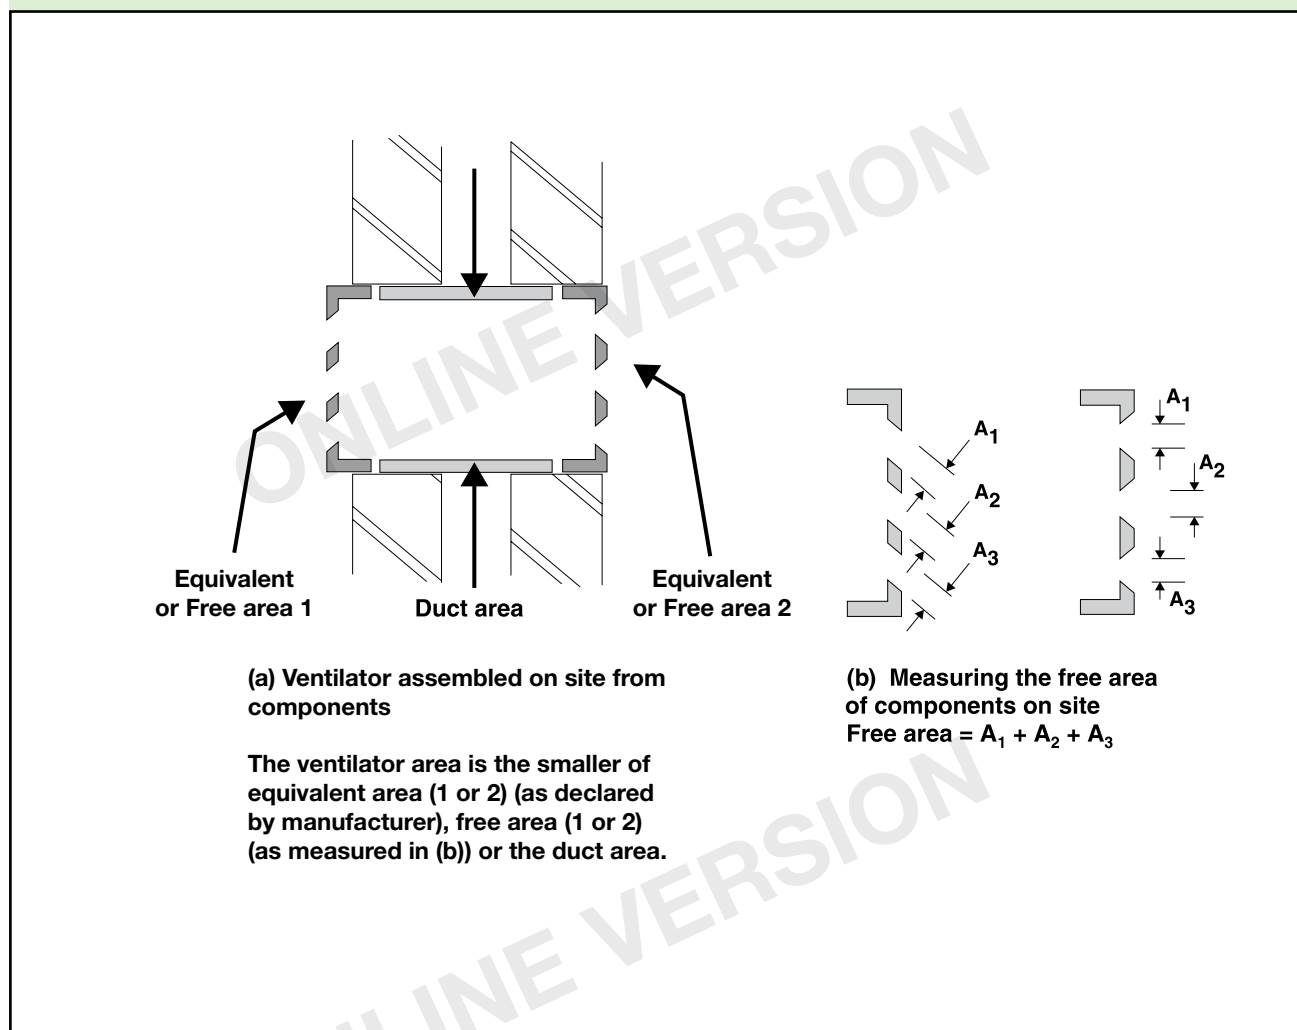 ONLINE VERSION
Equivalent
or Free area 1
Duct area
Equivalent
or Free area 2
A1
A2
A3
A1
A2
A3
(a) Ventilator assembled on site from
components
The ventilator area is the smaller of
equivalent area (1 or 2) (as declared
by manufacturer), free area (1 or 2)
(as measured in (b)) or the duct area.
(b) Measuring the free area
of components on site
Free area = A1 + A2 + A3
ONLINE VERSION